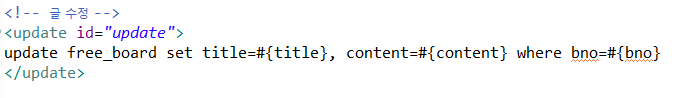 <!-- 글 수정 -->
<update id="update">
update free_board set title=#{title}, content=#{content} where bno=#{bno}
</update>